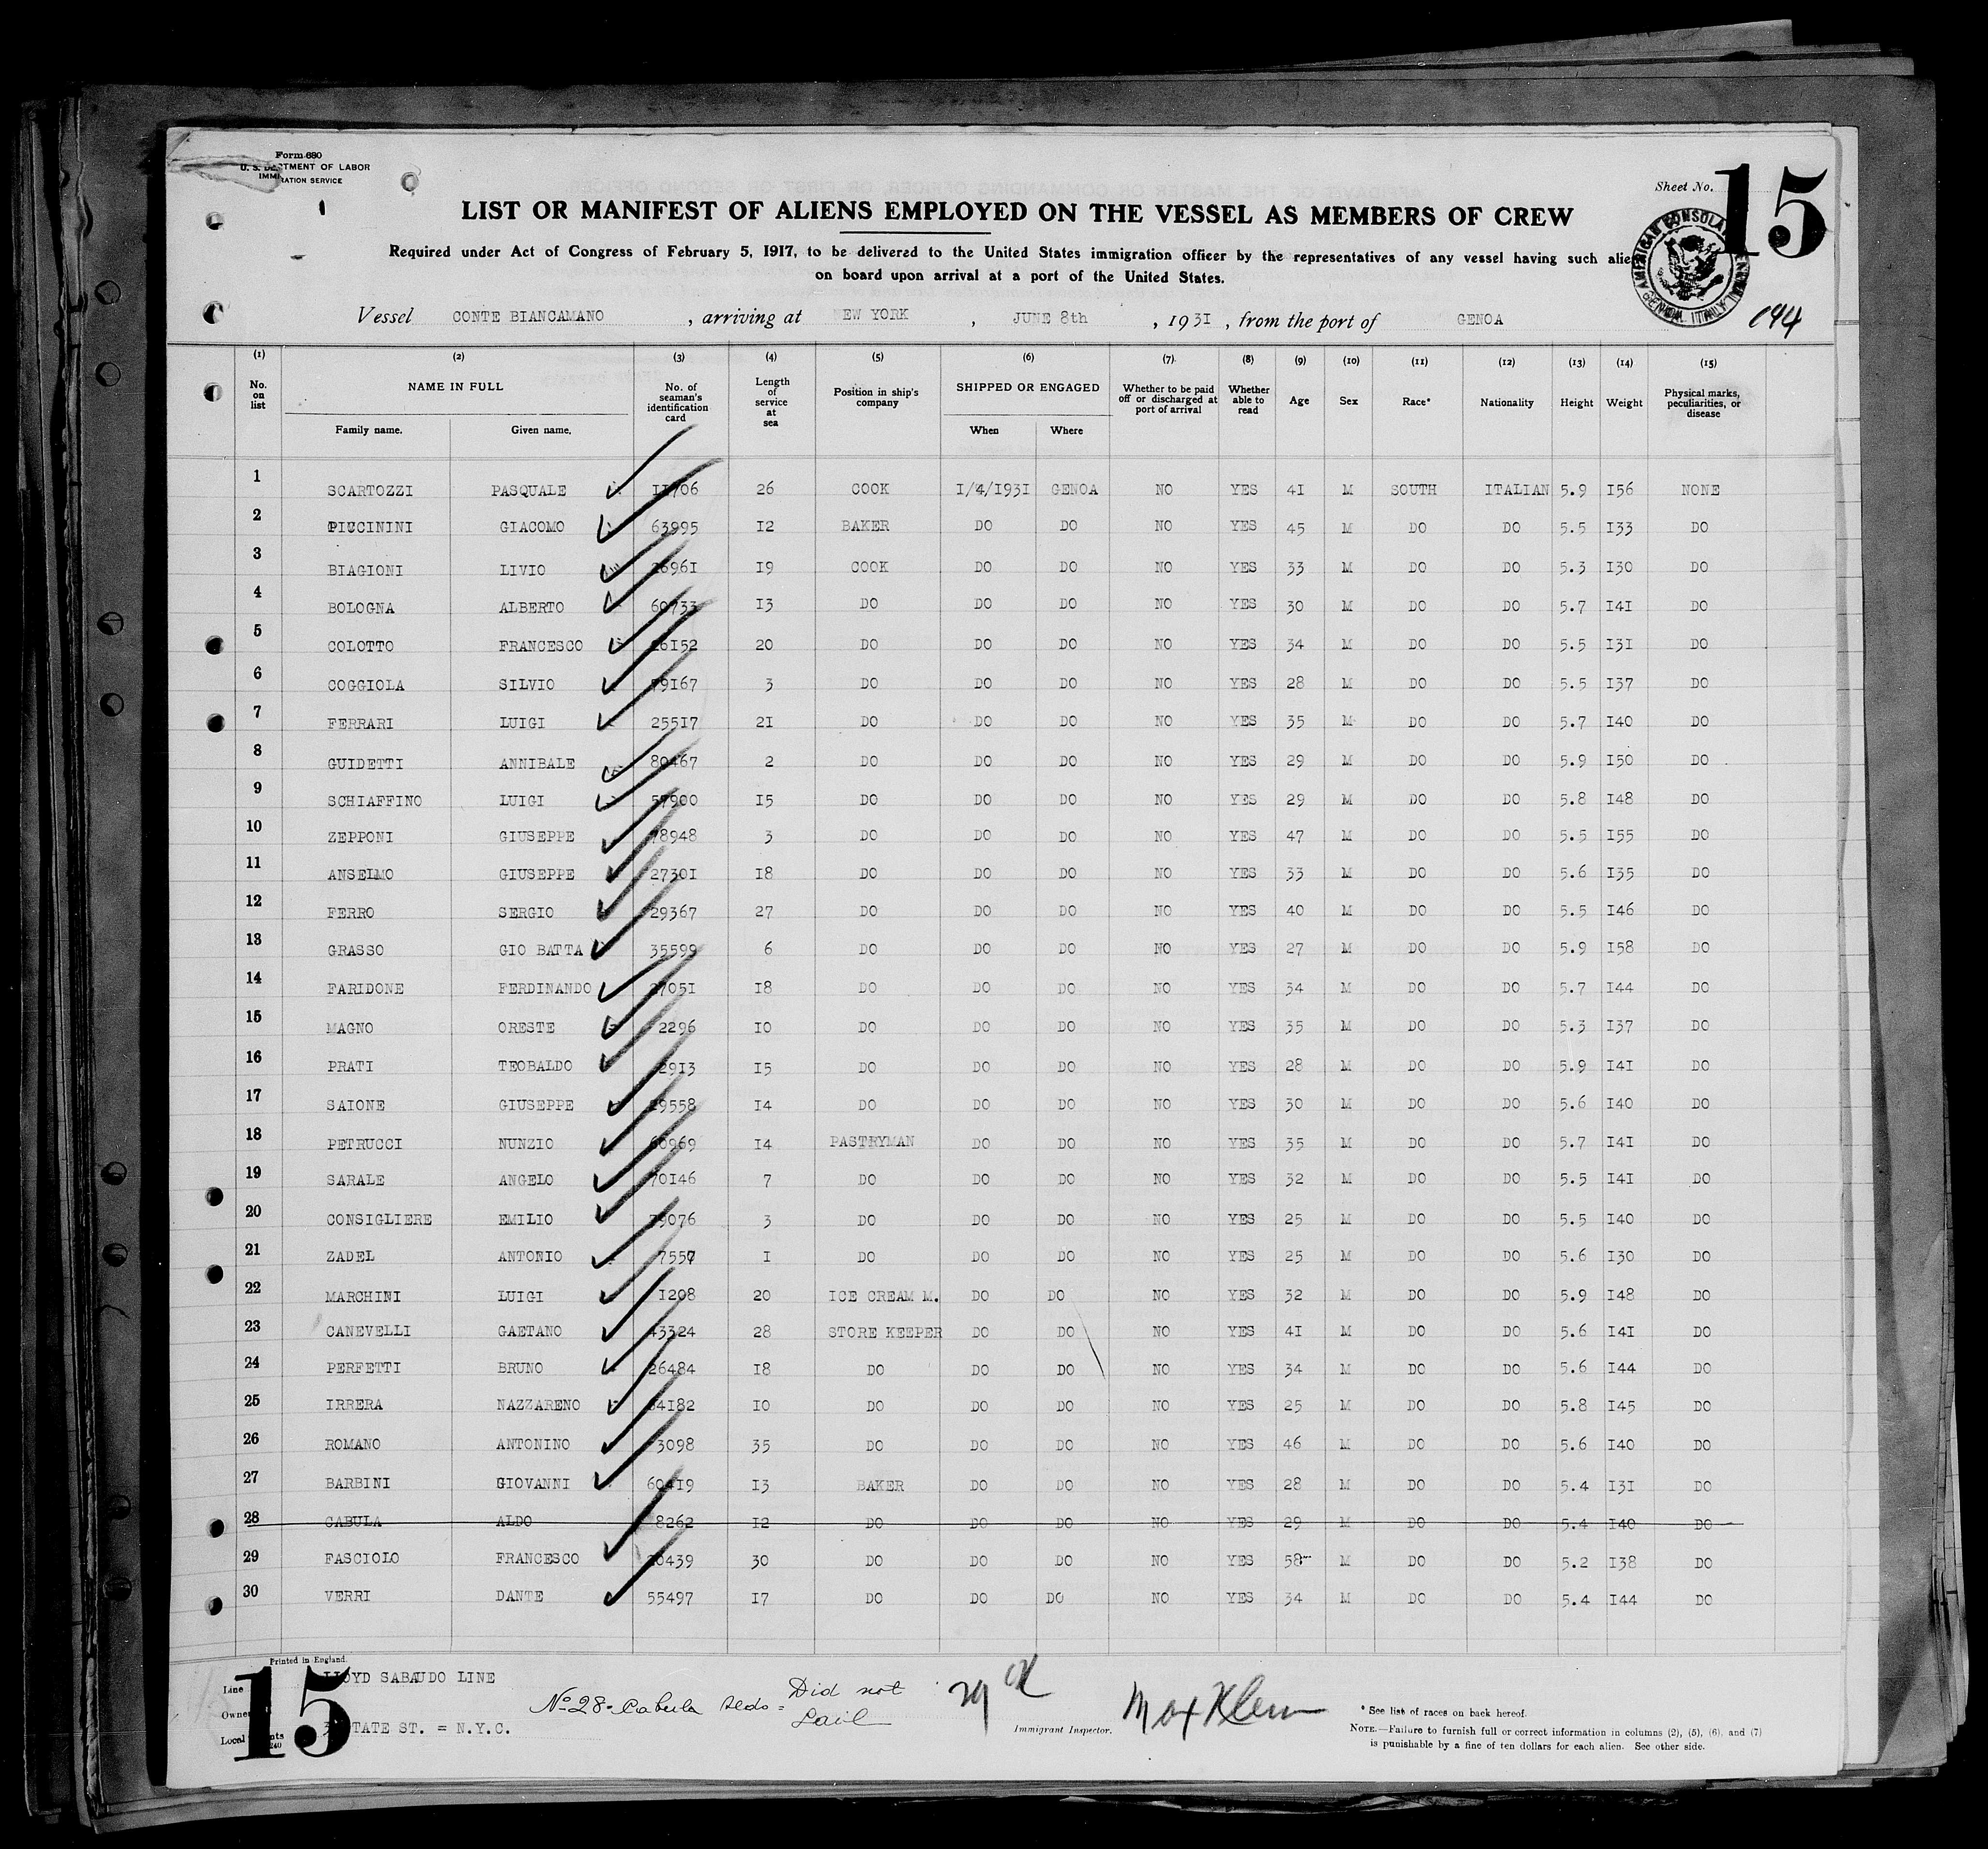 Form 680
U. S. DE TMENT OF LABOR
IMMI RATION SERVICE
Sheet No. 15
LIST OR MANIFEST OF ALIENS EMPLOYED ON THE VESSEL AS MEMBERS OF CREW
Required under Act of Congress of February 5, 1917, to be delivered to the United States immigration officer by the representatives of any vessel having such alie
on board upon arrival at a port of the United States.
AMERICAN CONSULA GENERAL GENOA ITALY
194
Vessel CONTE BIANCAMANO , arriving at EW YORK , JUNE 8th , 1931 , from the port of GENOA
(1) (2) (3) (4) (5) (6) (7) (8) (9) (10) (11) (12) (13) (14) (15)
No. on list NAME IN FULL Family name. Given name. No. of seaman's identification card Length of service at sea Position in ship's company SHIPPED OR ENGAGED When Where Whether to be paid off or discharged at port of arrival Whether able to read Age Sex Race* Nationality Height Weight Physical marks, peculiarities, or disease
1 SCARTOZZI PASQUALE 11706 26 COOK 1/4/1931 GENOA NO YES 41 M SOUTH ITALIAN 5.9 156 NONE
2 PICCININI GIACOMO 63995 12 BAKER DO DO NO YES 45 M DO DO 5.5 133 DO
3 BIAGIONI LIVIO 26961 19 COOK DO DO NO YES 33 M DO DO 5.3 130 DO
4 BOLOGNA ALBERTO 60733 13 DO DO DO NO YES 30 M DO DO 5.7 141 DO
5 COLOTTO FRANCESCO 26152 20 DO DO DO NO YES 34 M DO DO 5.5 131 DO
6 COGGIOLA SILVIO 79167 3 DO DO DO NO YES 28 M DO DO 5.5 137 DO
7 FERRARI LUIGI 25517 21 DO DO DO NO YES 35 M DO DO 5.7 140 DO
8 GUIDETTI ANNIBALE 80467 2 DO DO DO NO YES 29 M DO DO 5.9 150 DO
9 SCHIAFFINO LUIGI 57900 15 DO DO DO NO YES 29 M DO DO 5.8 148 DO
10 ZEPPONI GIUSEPPE 78948 3 DO DO DO NO YES 47 M DO DO 5.5 155 DO
11 ANSELMO GIUSEPPE 27301 18 DO DO DO NO YES 33 M DO DO 5.6 135 DO
12 FERRO SERGIO 29367 27 DO DO DO NO YES 40 M DO DO 5.5 146 DO
13 GRASSO GIO BATTA 35599 6 DO DO DO NO YES 27 M DO DO 5.9 158 DO
14 FARIDONE FERDINANDO 27051 18 DO DO DO NO YES 34 M DO DO 5.7 144 DO
15 MAGNO ORESTE 2296 10 DO DO DO NO YES 35 M DO DO 5.3 137 DO
16 PRATI TEOBALDO 2913 15 DO DO DO NO YES 28 M DO DO 5.9 141 DO
17 SAIONE GIUSEPPE 29558 14 DO DO DO NO YES 30 M DO DO 5.6 140 DO
18 PETRUCCI NUNZIO 60969 14 PASTRYMAN DO DO NO YES 35 M DO DO 5.7 141 DO
19 SARALE ANGELO 70146 7 DO DO DO NO YES 32 M DO DO 5.5 141 DO
20 CONSIGLIERE EMILIO 3 DO DO DO NO YES 25 M DO DO 5.5 140 DO
21 ZADEL ANTONIO 7557 1 DO DO DO NO YES 25 M DO DO 5.6 130 DO
22 MARCHINI LUIGI 1208 20 ICE CREAM M. DO DO NO YES 32 M DO DO 5.9 148 DO
23 CANEVELLI GAETANO 43324 28 STORE KEEPER DO DO NO YES 41 M DO DO 5.6 141 DO
24 PERFETTI BRUNO 26484 18 DO DO DO NO YES 34 M DO DO 5.6 144 DO
25 IRRERA NAZZARENO 10 DO DO DO NO YES 25 M DO DO 5.8 145 DO
26 ROMANO ANTONINO 3098 35 DO DO DO NO YES 46 M DO DO 5.6 140 DO
27 BARBINI GIOVANNI 60419 13 BAKER DO DO NO YES 28 M DO DO 5.4 131 DO
28 CABULA ALDO 8262 12 DO DO DO NO YES 29 M DO DO 5.4 140 DO
29 FASCIOLO FRANCESCO 30 DO DO DO NO YES 58 M DO DO 5.2 138 DO
30 VERRI DANTE 55497 17 DO DO DO NO YES 34 M DO DO 5.4 144 DO
Printed in England.
Line LLOYD SABAUDO LINE
Owner
Local nts 3 STATE ST. = N.Y.C.
15
No 28 - Cabula Aldo = Did not Sail
Immigrant Inspector.
Max Klein
* See list of races on back hereof.
NOTE.—Failure to furnish full or correct information in columns (2), (5), (6), and (7)
is punishable by a fine of ten dollars for each alien. See other side.